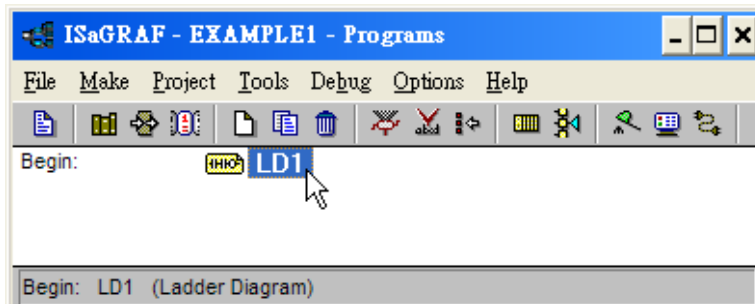 ISaGRAF - EXAMPLE1 - Programs
File Make Project Tools Debug Options Help
Begin: LD1
Begin: LD1 (Ladder Diagram)